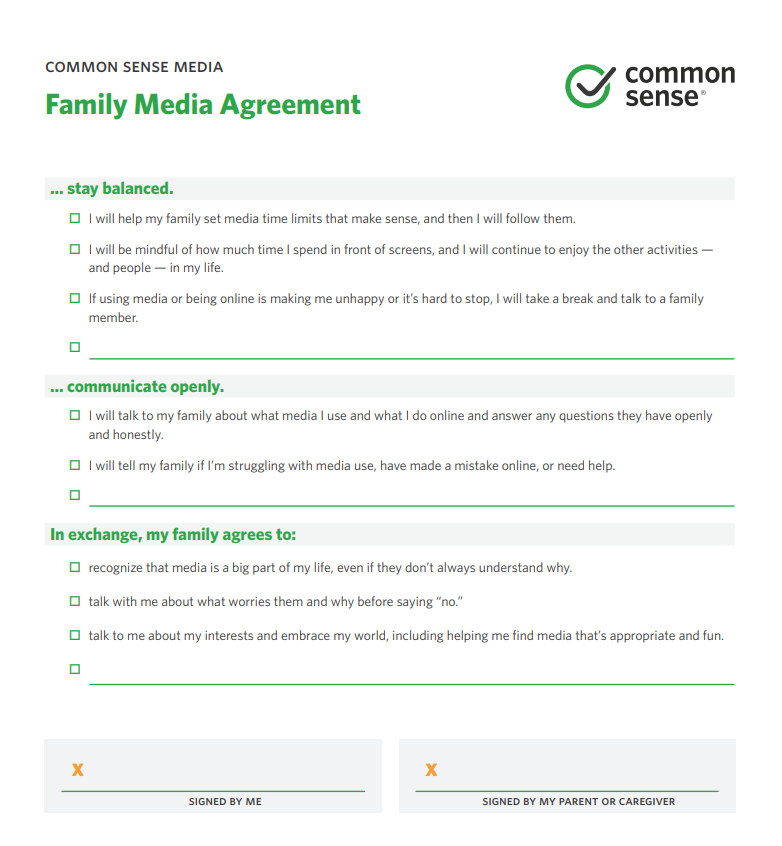 COMMON SENSE MEDIA
Family Media Agreement
common
sense®
... stay balanced.
I will help my family set media time limits that make sense, and then I will follow them.
I will be mindful of how much time I spend in front of screens, and I will continue to enjoy the other activities —
and people — in my life.
If using media or being online is making me unhappy or it’s hard to stop, I will take a break and talk to a family
member.
... communicate openly.
I will talk to my family about what media I use and what I do online and answer any questions they have openly
and honestly.
I will tell my family if I’m struggling with media use, have made a mistake online, or need help.
In exchange, my family agrees to:
recognize that media is a big part of my life, even if they don’t always understand why.
talk with me about what worries them and why before saying “no.”
talk to me about my interests and embrace my world, including helping me find media that’s appropriate and fun.
x
SIGNED BY ME
x
SIGNED BY MY PARENT OR CAREGIVER